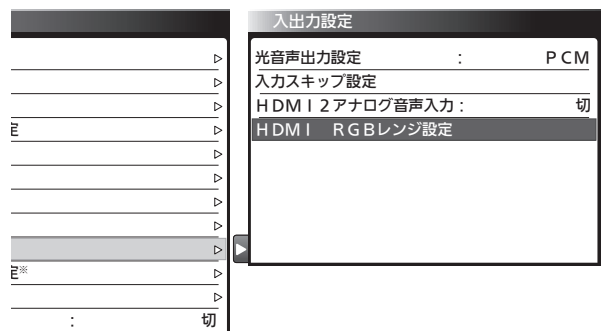 入出力設定
光音声出力設定 : PCM
入力スキップ設定
HDMI2アナログ音声入力: 切
HDMI RGBレンジ設定
定
定※
: 切